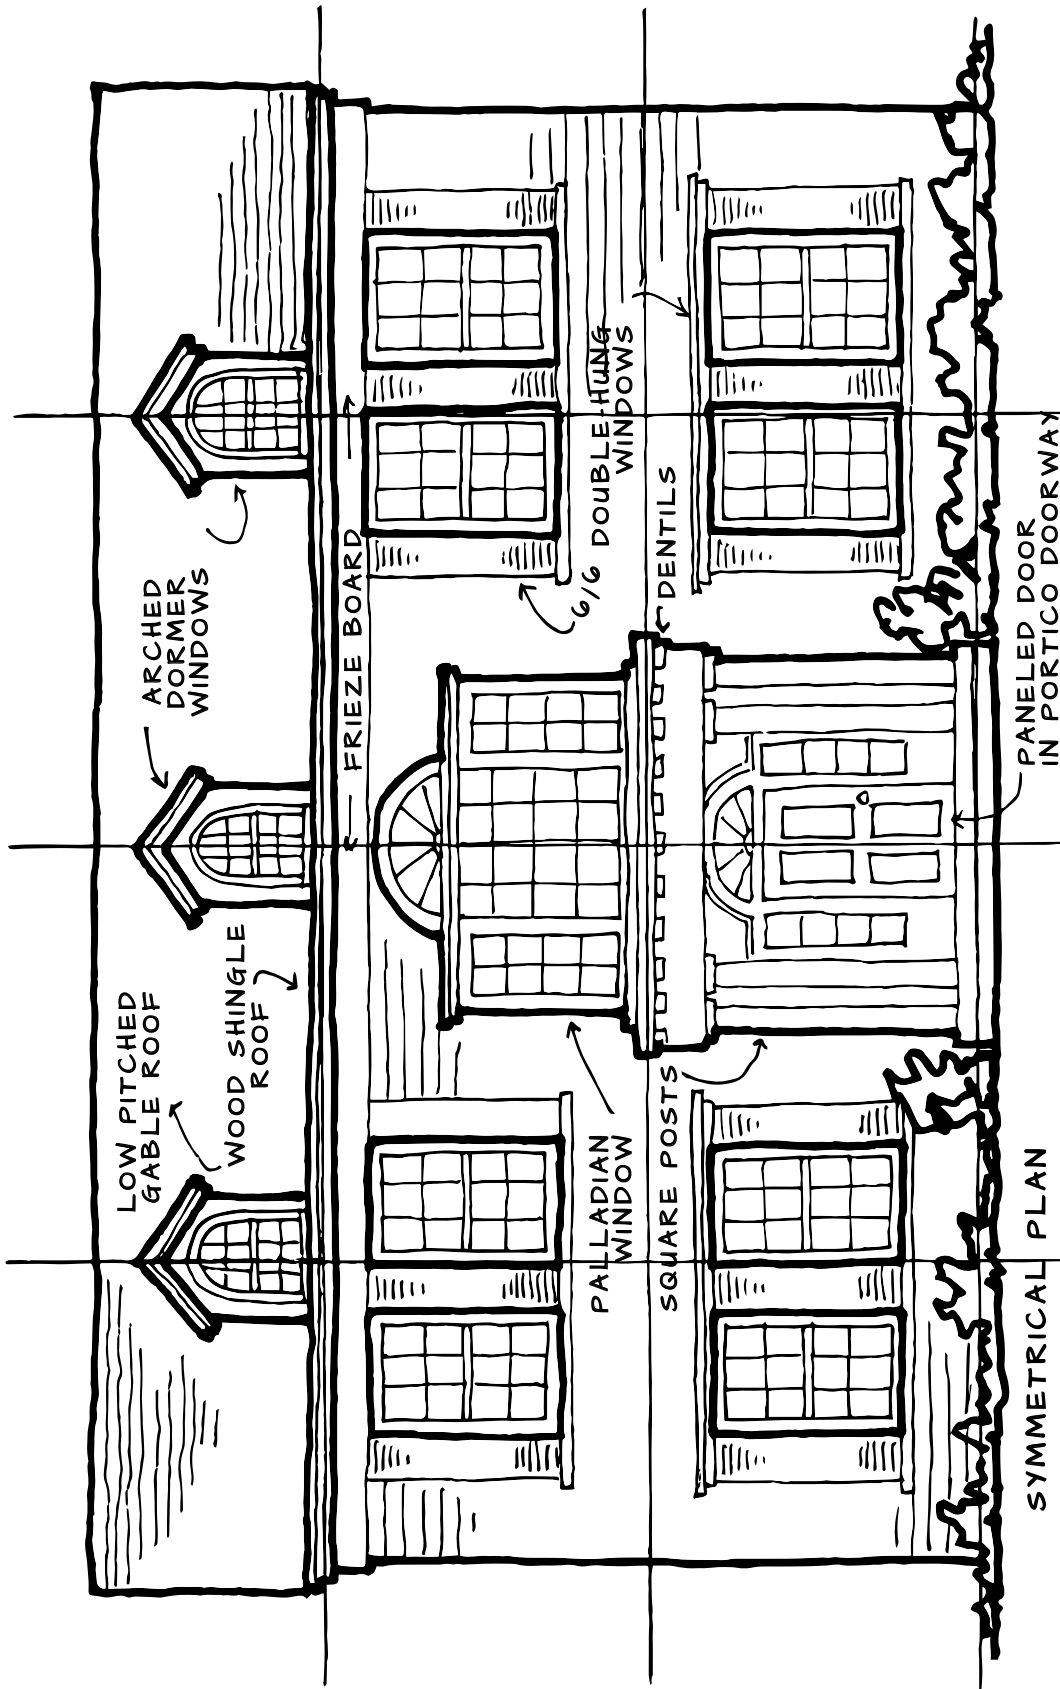 LOW PITCHED
GABLE ROOF
WOOD SHINGLE
ROOF
ARCHED
DORMER
WINDOWS
FRIEZE BOARD
PALLADIAN
WINDOW
6/6 DOUBLE-HUNG
WINDOWS
SQUARE POSTS
DENTILS
SYMMETRICAL PLAN
PANELED DOOR
IN PORTICO DOORWAY